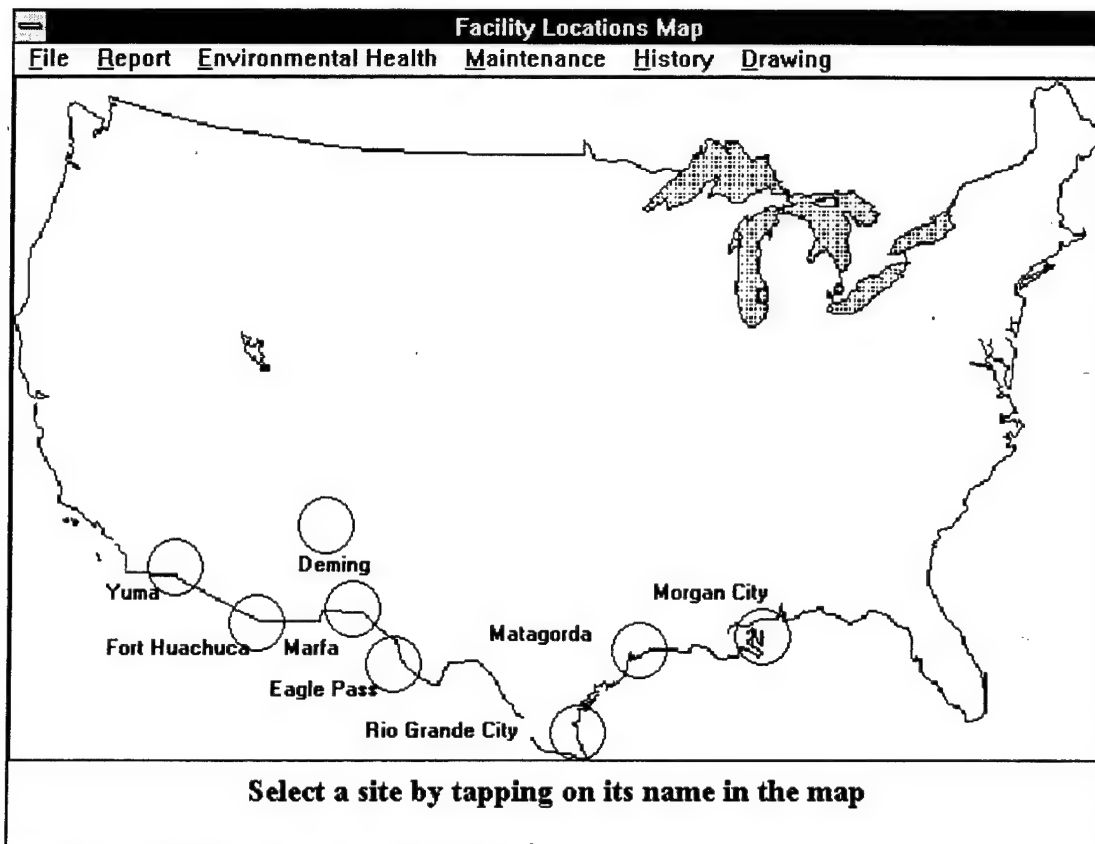 Facility Locations Map
File Report Environmental Health Maintenance History Drawing
Deming
Yuma
Morgan City
Fort Huachuca
Marfa
Matagorda
Eagle Pass
Rio Grande City
Select a site by tapping on its name in the map